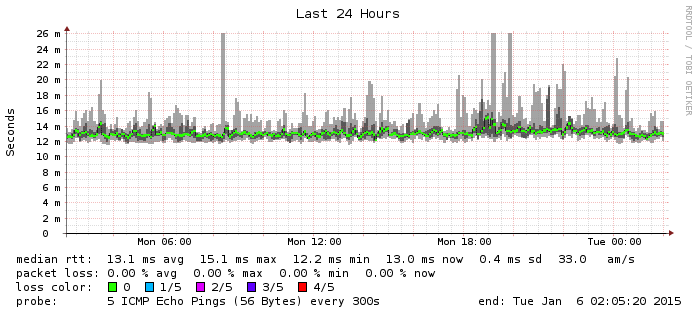 Last 24 Hours
RRDTOOL / TOBI OETIKER
Seconds
26 m
24 m
22 m
20 m
18 m
16 m
14 m
12 m
10 m
8 m
6 m
4 m
2 m
0
Mon 06:00 Mon 12:00 Mon 18:00 Tue 00:00
median rtt: 13.1 ms avg 15.1 ms max 12.2 ms min 13.0 ms now 0.4 ms sd 33.0 am/s
packet loss: 0.00 % avg 0.00 % max 0.00 % min 0.00 % now
loss color: 0 1/5 2/5 3/5 4/5
probe: 5 ICMP Echo Pings (56 Bytes) every 300s end: Tue Jan 6 02:05:20 2015